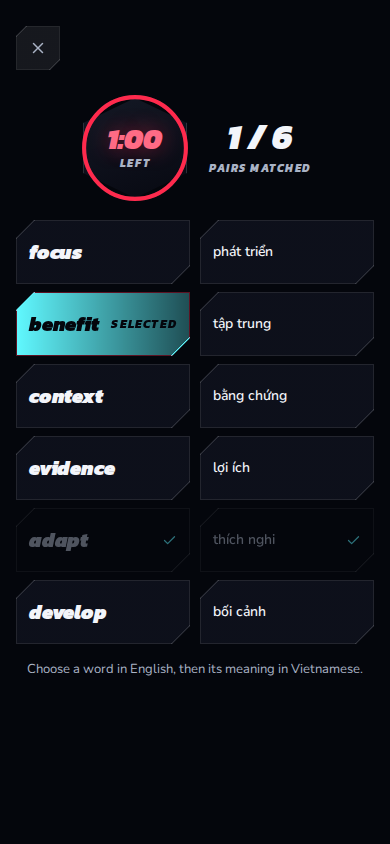 1:00
LEFT
1 / 6
PAIRS MATCHED
focus
phát triển
benefit SELECTED
tập trung
context
bằng chứng
evidence
lợi ích
adapt
thích nghi
develop
bối cảnh
Choose a word in English, then its meaning in Vietnamese.